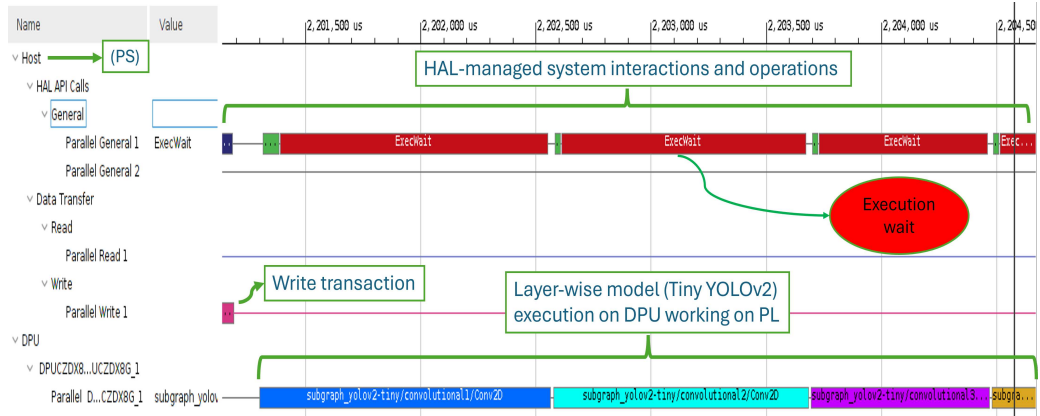 Name Value 2,201,500 us 2,202,000 us 2,202,500 us 2,203,000 us 2,203,500 us 2,204,000 us 2,204,50
Host (PS)
HAL-managed system interactions and operations
HAL API Calls
General
Parallel General 1 ExecWait .. ... ExecWait . ExecWait . ExecWait . Exec...
Parallel General 2
Data Transfer
Execution
wait
Read
Parallel Read 1
Write
Write transaction
Layer-wise model (Tiny YOLOv2)
execution on DPU working on PL
Parallel Write 1 ..
DPU
DPUCZDX8...UCZDX8G_1
Parallel D...CZDX8G_1 subgraph_yolov subgraph_yolov2-tiny/convolutional1/Conv2D subgraph_yolov2-tiny/convolutional2/Conv2D subgraph_yolov2-tiny/convolutional3... subgra...